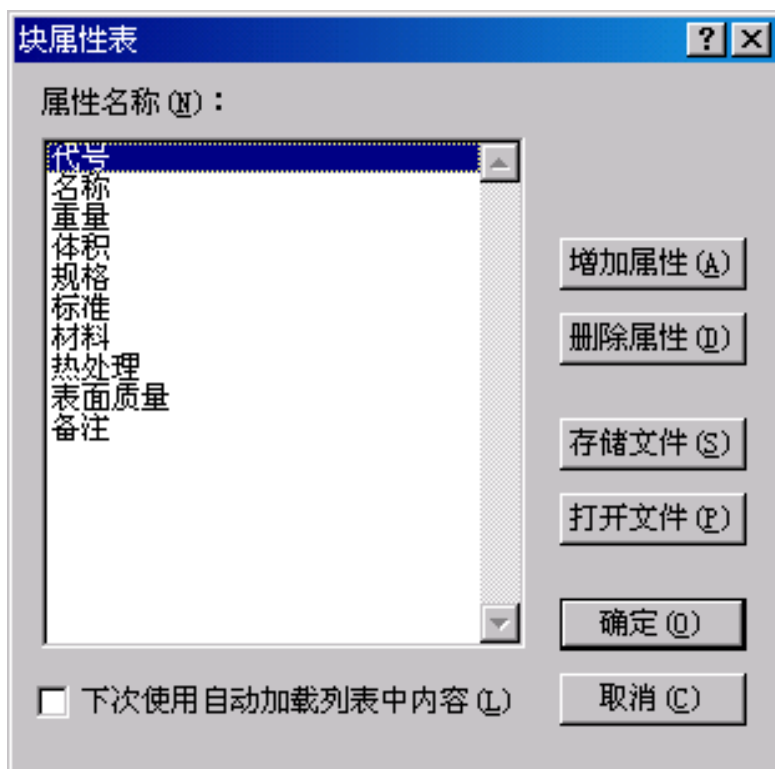 块属性表
属性名称(N)：
代号
名称
重量
体积
规格
标准
材料
热处理
表面质量
备注
增加属性(A)
删除属性(D)
存储文件(S)
打开文件(P)
确定(O)
取消(C)
下次使用自动加载列表中内容(L)